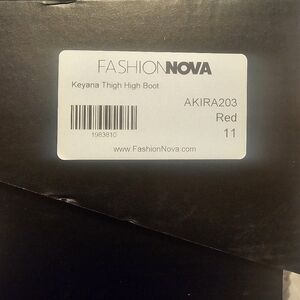 FASHIONNOVA
Keyana Thigh High Boot
AKIRA203
Red
11
1983810
www.FashionNova.com